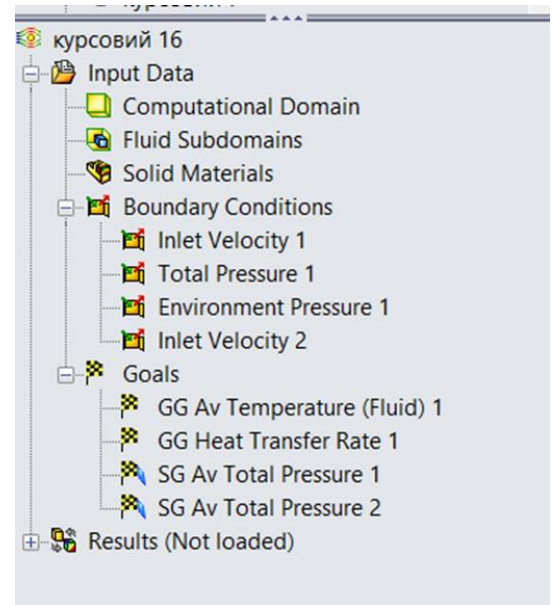 курсовий 16
Input Data
Computational Domain
Fluid Subdomains
Solid Materials
Boundary Conditions
Inlet Velocity 1
Total Pressure 1
Environment Pressure 1
Inlet Velocity 2
Goals
GG Av Temperature (Fluid) 1
GG Heat Transfer Rate 1
SG Av Total Pressure 1
SG Av Total Pressure 2
Results (Not loaded)